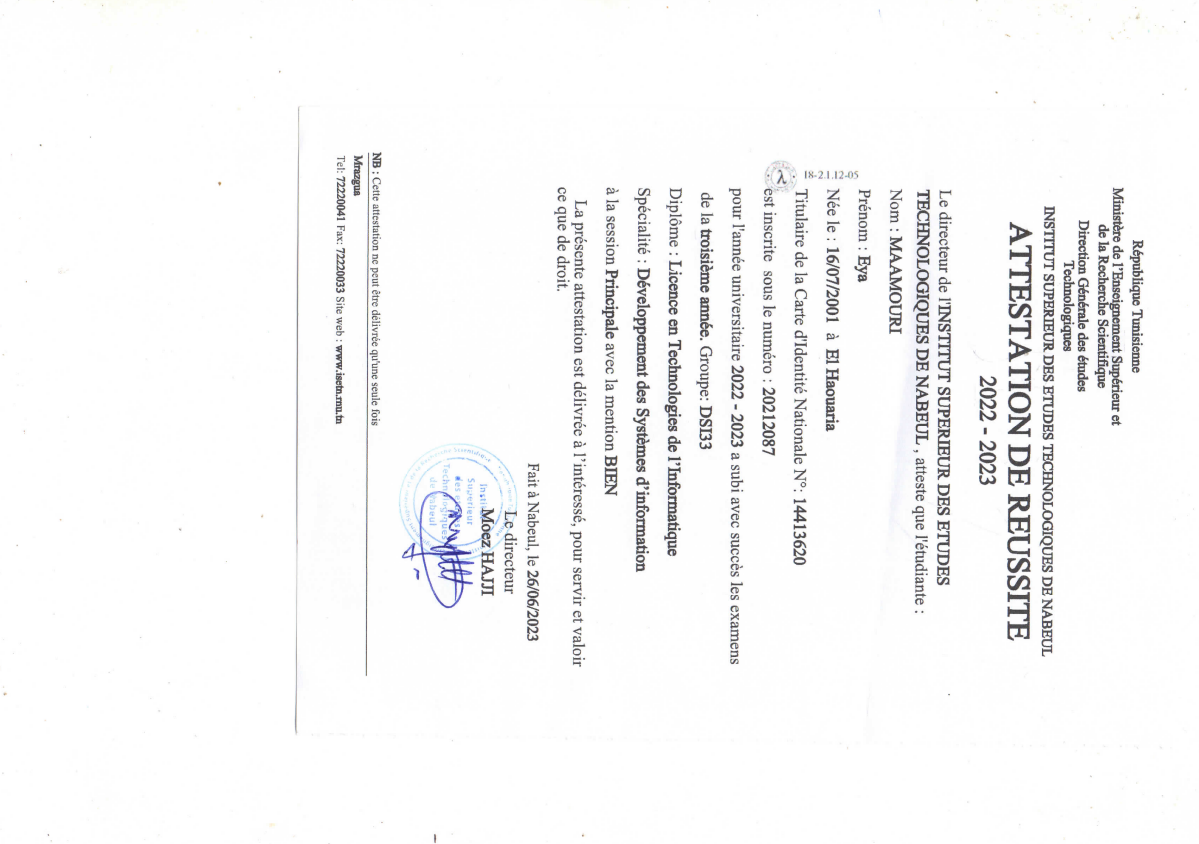 République Tunisienne
Ministère de l'Enseignement Supérieur et
de la Recherche Scientifique
Direction Générale des études
Technologiques
INSTITUT SUPERIEUR DES ETUDES TECHNOLOGIQUES DE NABEUL
ATTESTATION DE REUSSITE
2022 - 2023
Le directeur de l'INSTITUT SUPERIEUR DES ETUDES
TECHNOLOGIQUES DE NABEUL , atteste que l'étudiante :
Nom : MAAMOURI
Prénom : Eya
18-2.1.12-05
λ
Née le : 16/07/2001 à El Haouaria
Titulaire de la Carte d'Identité Nationale N°: 14413620
est inscrite sous le numéro : 20212087
pour l'année universitaire 2022 - 2023 a subi avec succès les examens
de la troisième année. Groupe: DSI33
Diplôme : Licence en Technologies de l'Informatique
Spécialité : Développement des Systèmes d'information
à la session Principale avec la mention BIEN
La présente attestation est délivrée à l'intéressé, pour servir et valoir
ce que de droit.
Fait à Nabeul, le 26/06/2023
Le directeur
Moez HAJJI
Institut
Supérieur
des
Technologiques
de Nabeul
NB : Cette attestation ne peut être délivrée qu'une seule fois
Mrazgua
Tel: 72220041 Fax: 72220033 Site web : www.isetn.rnu.tn